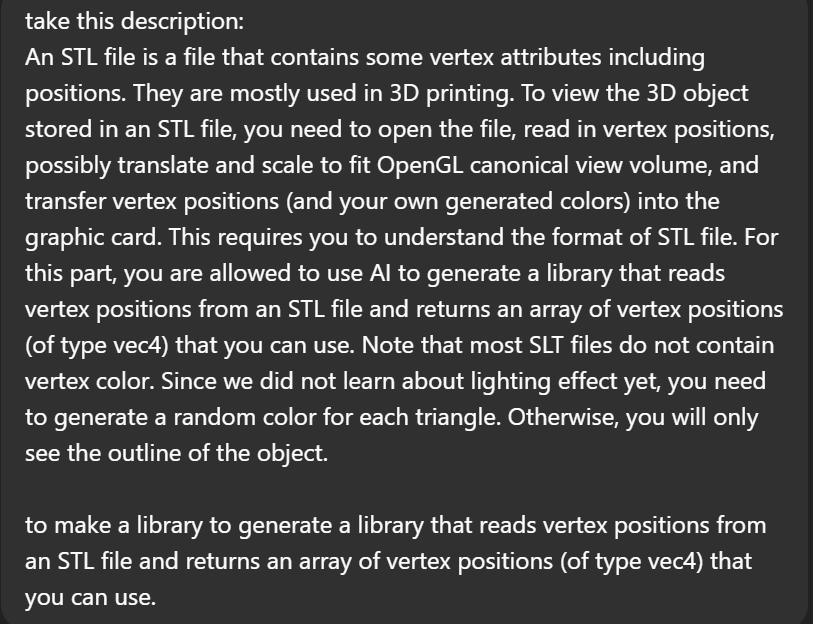 take this description:
An STL file is a file that contains some vertex attributes including
positions. They are mostly used in 3D printing. To view the 3D object
stored in an STL file, you need to open the file, read in vertex positions,
possibly translate and scale to fit OpenGL canonical view volume, and
transfer vertex positions (and your own generated colors) into the
graphic card. This requires you to understand the format of STL file. For
this part, you are allowed to use AI to generate a library that reads
vertex positions from an STL file and returns an array of vertex positions
(of type vec4) that you can use. Note that most SLT files do not contain
vertex color. Since we did not learn about lighting effect yet, you need
to generate a random color for each triangle. Otherwise, you will only
see the outline of the object.

to make a library to generate a library that reads vertex positions from
an STL file and returns an array of vertex positions (of type vec4) that
you can use.